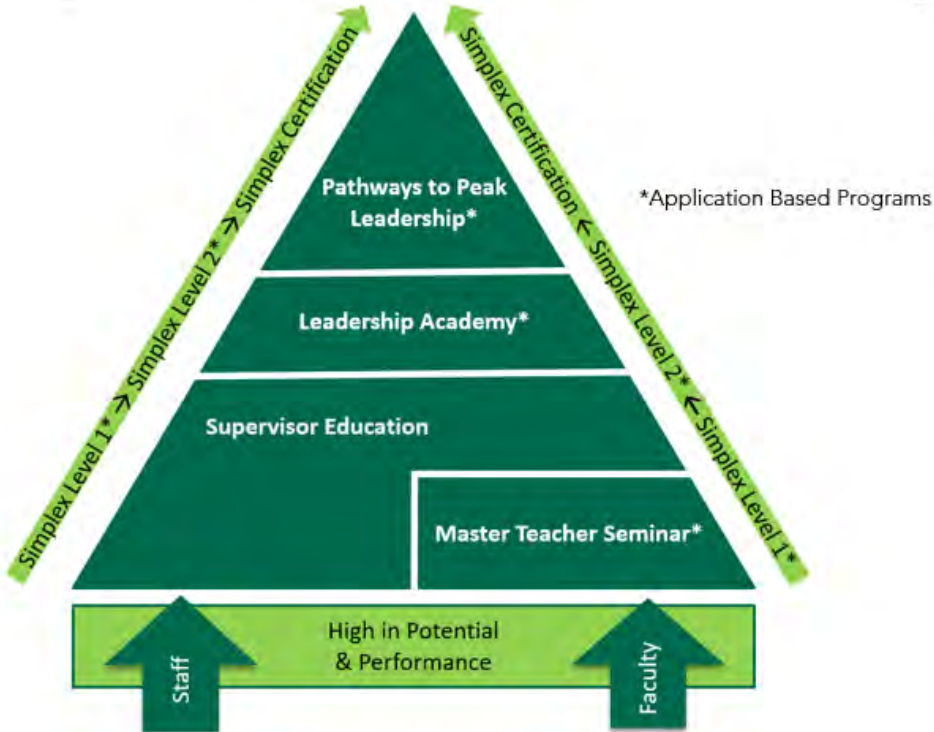 Simplex Level 1* → Simplex Level 2* → Simplex Certification
Simplex Certification ← Simplex Level 2* ← Simplex Level 1*
Pathways to Peak
Leadership*
*Application Based Programs
Leadership Academy*
Supervisor Education
Master Teacher Seminar*
High in Potential
& Performance
Staff
Faculty